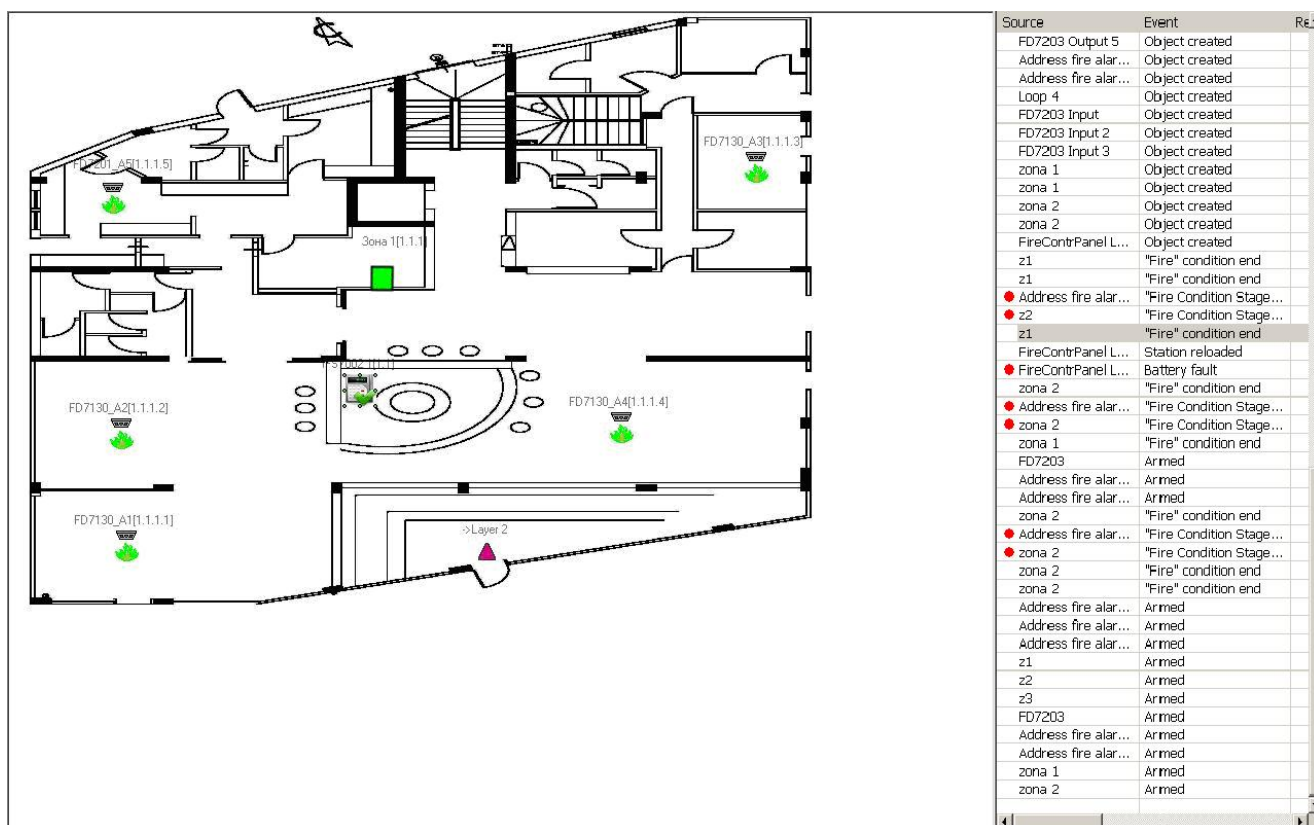 FD7201_A5[1.1.1.5]
FD7130_A3[1.1.1.3]
Зона 1[1.1.1]
FD7130_A2[1.1.1.2]
FD7130_A4[1.1.1.4]
FD7130_A1[1.1.1.1]
->Layer 2
Source Event
FD7203 Output 5 Object created
Address fire alar... Object created
Address fire alar... Object created
Loop 4 Object created
FD7203 Input Object created
FD7203 Input 2 Object created
FD7203 Input 3 Object created
zona 1 Object created
zona 1 Object created
zona 2 Object created
zona 2 Object created
FireContrPanel L... Object created
z1 "Fire" condition end
z1 "Fire" condition end
Address fire alar... "Fire Condition Stage...
z2 "Fire Condition Stage...
z1 "Fire" condition end
FireContrPanel L... Station reloaded
FireContrPanel L... Battery fault
zona 2 "Fire" condition end
Address fire alar... "Fire Condition Stage...
zona 2 "Fire Condition Stage...
zona 1 "Fire" condition end
FD7203 Armed
Address fire alar... Armed
Address fire alar... Armed
zona 2 "Fire" condition end
Address fire alar... "Fire Condition Stage...
zona 2 "Fire Condition Stage...
zona 2 "Fire" condition end
zona 2 "Fire" condition end
Address fire alar... Armed
Address fire alar... Armed
Address fire alar... Armed
z1 Armed
z2 Armed
z3 Armed
FD7203 Armed
Address fire alar... Armed
Address fire alar... Armed
zona 1 Armed
zona 2 Armed